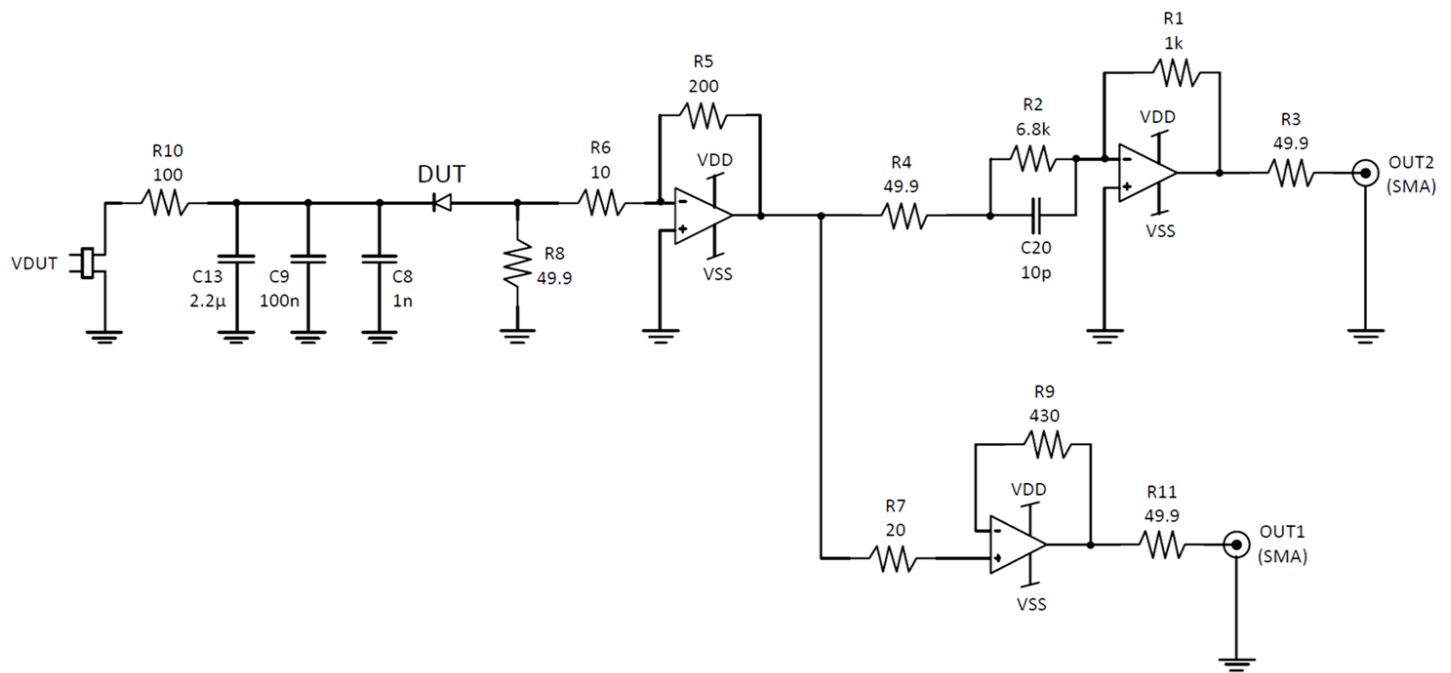 R10
100
VDUT
C13
2.2µ
C9
100n
C8
1n
DUT
R8
49.9
R6
10
R5
200
VDD
-
+
VSS
R4
49.9
R2
6.8k
C20
10p
R1
1k
VDD
-
+
VSS
R3
49.9
OUT2
(SMA)
R7
20
R9
430
VDD
-
+
VSS
R11
49.9
OUT1
(SMA)